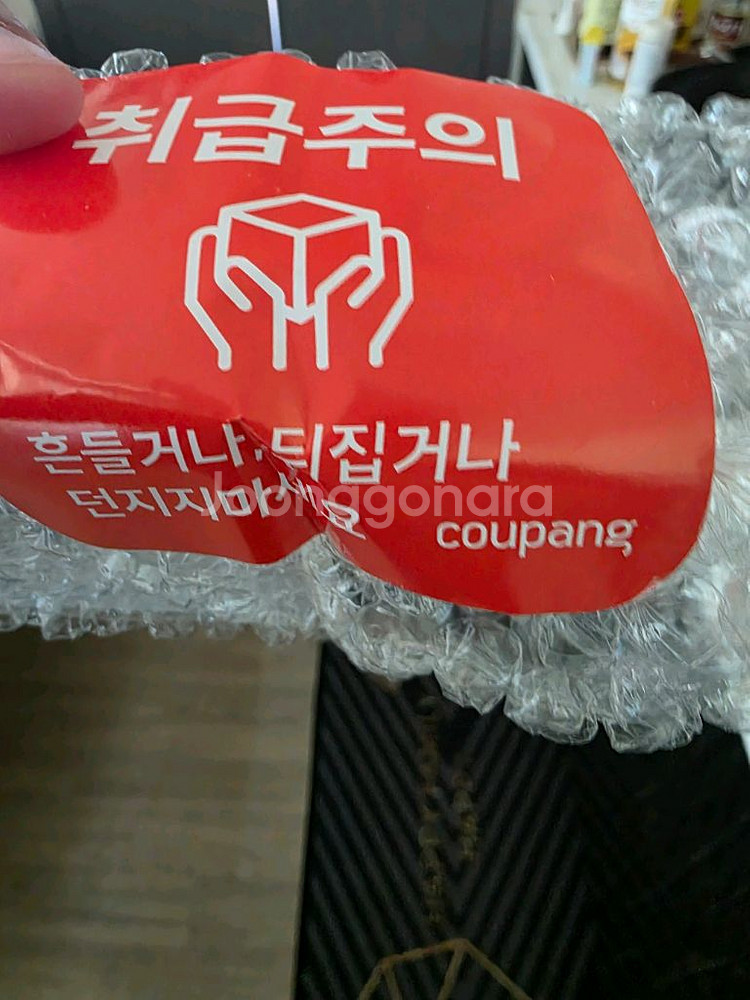 취급주의
흔들거나, 뒤집거나
던지지마세요
joonggonara
coupang